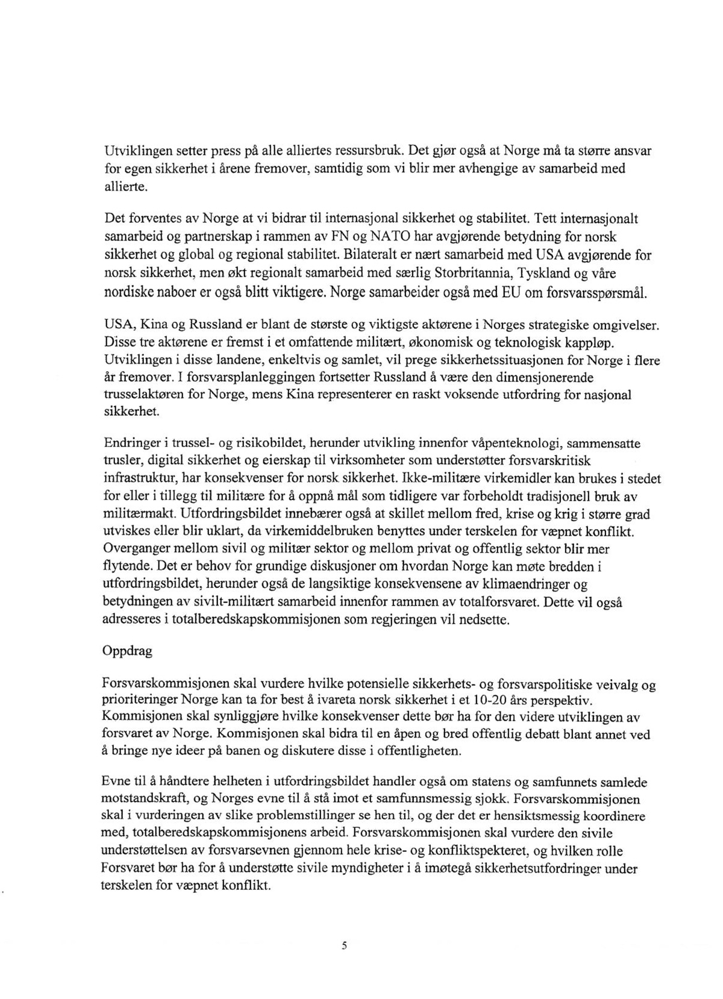 Utviklingen setter press på alle alliertes ressursbruk. Det gjør også at Norge må ta større ansvar
for egen sikkerhet i årene fremover, samtidig som vi blir mer avhengige av samarbeid med
allierte.
Det forventes av Norge at vi bidrar til internasjonal sikkerhet og stabilitet. Tett internasjonalt
samarbeid og partnerskap i rammen av FN og NATO har avgjørende betydning for norsk
sikkerhet og global og regional stabilitet. Bilateralt er nært samarbeid med USA avgjørende for
norsk sikkerhet, men økt regionalt samarbeid med særlig Storbritannia, Tyskland og våre
nordiske naboer er også blitt viktigere. Norge samarbeider også med EU om forsvarsspørsmål.
USA, Kina og Russland er blant de største og viktigste aktørene i Norges strategiske omgivelser.
Disse tre aktørene er fremst i et omfattende militært, økonomisk og teknologisk kappløp.
Utviklingen i disse landene, enkeltvis og samlet, vil prege sikkerhetssituasjonen for Norge i flere
år fremover. I forsvarsplanleggingen fortsetter Russland å være den dimensjonerende
trusselaktøren for Norge, mens Kina representerer en raskt voksende utfordring for nasjonal
sikkerhet.
Endringer i trussel- og risikobildet, herunder utvikling innenfor våpenteknologi, sammensatte
trusler, digital sikkerhet og eierskap til virksomheter som understøtter forsvarskritisk
infrastruktur, har konsekvenser for norsk sikkerhet. Ikke-militære virkemidler kan brukes i stedet
for eller i tillegg til militære for å oppnå mål som tidligere var forbeholdt tradisjonell bruk av
militærmakt. Utfordringsbildet innebærer også at skillet mellom fred, krise og krig i større grad
utviskes eller blir uklart, da virkemiddelbruken benyttes under terskelen for væpnet konflikt.
Overganger mellom sivil og militær sektor og mellom privat og offentlig sektor blir mer
flytende. Det er behov for grundige diskusjoner om hvordan Norge kan møte bredden i
utfordringsbildet, herunder også de langsiktige konsekvensene av klimaendringer og
betydningen av sivilt-militært samarbeid innenfor rammen av totalforsvaret. Dette vil også
adresseres i totalberedskapskommisjonen som regjeringen vil nedsette.
Oppdrag
Forsvarskommisjonen skal vurdere hvilke potensielle sikkerhets- og forsvarspolitiske veivalg og
prioriteringer Norge kan ta for best å ivareta norsk sikkerhet i et 10-20 års perspektiv.
Kommisjonen skal synliggjøre hvilke konsekvenser dette bør ha for den videre utviklingen av
forsvaret av Norge. Kommisjonen skal bidra til en åpen og bred offentlig debatt blant annet ved
å bringe nye ideer på banen og diskutere disse i offentligheten.
Evne til å håndtere helheten i utfordringsbildet handler også om statens og samfunnets samlede
motstandskraft, og Norges evne til å stå imot et samfunnsmessig sjokk. Forsvarskommisjonen
skal i vurderingen av slike problemstillinger se hen til, og der det er hensiktsmessig koordinere
med, totalberedskapskommisjonens arbeid. Forsvarskommisjonen skal vurdere den sivile
understøttelsen av forsvarsevnen gjennom hele krise- og konfliktspekteret, og hvilken rolle
Forsvaret bør ha for å understøtte sivile myndigheter i å imøtegå sikkerhetsutfordringer under
terskelen for væpnet konflikt.
5